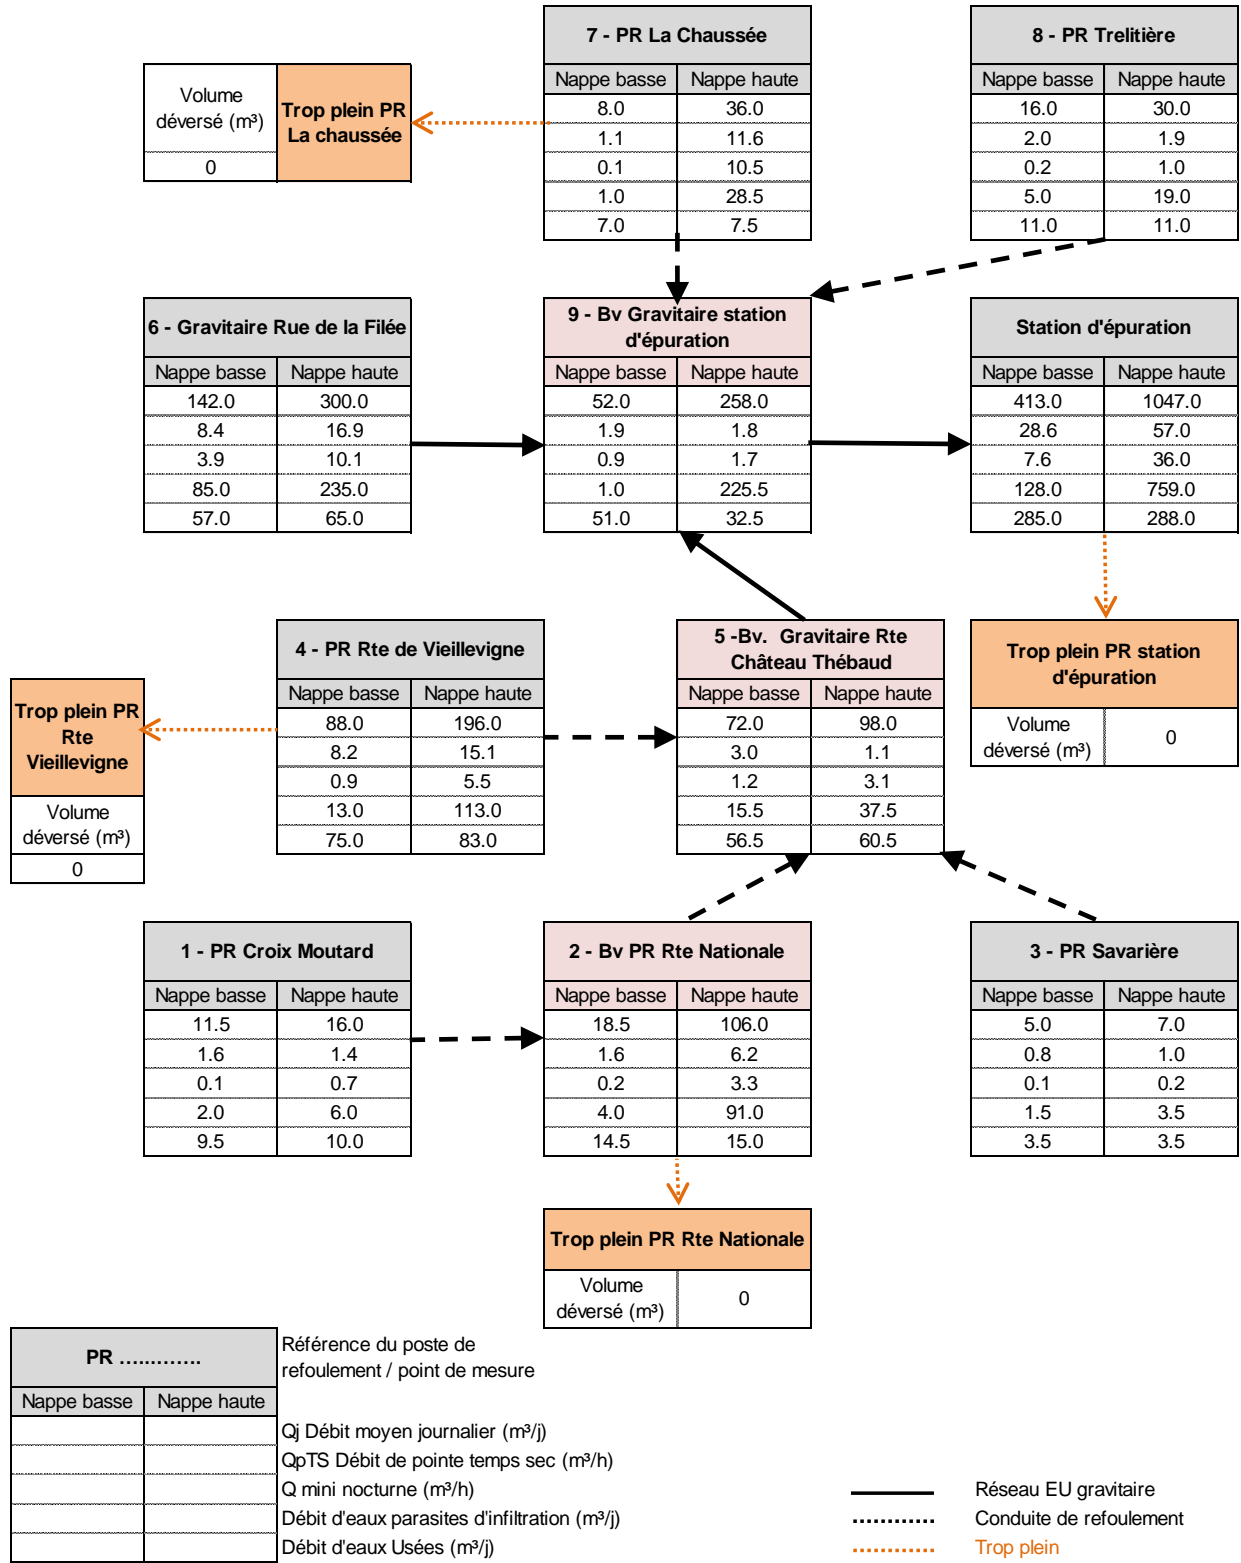 7 - PR La Chaussée
Nappe basse Nappe haute
8.0 36.0
1.1 11.6
0.1 10.5
1.0 28.5
7.0 7.5
8 - PR Trelitière
Nappe basse Nappe haute
16.0 30.0
2.0 1.9
0.2 1.0
5.0 19.0
11.0 11.0
Volume
déversé (m³)
0
Trop plein PR
La chaussée
6 - Gravitaire Rue de la Filée
Nappe basse Nappe haute
142.0 300.0
8.4 16.9
3.9 10.1
85.0 235.0
57.0 65.0
9 - Bv Gravitaire station
d'épuration
Nappe basse Nappe haute
52.0 258.0
1.9 1.8
0.9 1.7
1.0 225.5
51.0 32.5
Station d'épuration
Nappe basse Nappe haute
413.0 1047.0
28.6 57.0
7.6 36.0
128.0 759.0
285.0 288.0
4 - PR Rte de Vieillevigne
Nappe basse Nappe haute
88.0 196.0
8.2 15.1
0.9 5.5
13.0 113.0
75.0 83.0
5 -Bv. Gravitaire Rte
Château Thébaud
Nappe basse Nappe haute
72.0 98.0
3.0 1.1
1.2 3.1
15.5 37.5
56.5 60.5
Trop plein PR station
d'épuration
Volume
déversé (m³)
0
Trop plein PR
Rte
Vieillevigne
Volume
déversé (m³)
0
1 - PR Croix Moutard
Nappe basse Nappe haute
11.5 16.0
1.6 1.4
0.1 0.7
2.0 6.0
9.5 10.0
2 - Bv PR Rte Nationale
Nappe basse Nappe haute
18.5 106.0
1.6 6.2
0.2 3.3
4.0 91.0
14.5 15.0
3 - PR Savarière
Nappe basse Nappe haute
5.0 7.0
0.8 1.0
0.1 0.2
1.5 3.5
3.5 3.5
Trop plein PR Rte Nationale
Volume
déversé (m³)
0
PR …...…….
Nappe basse Nappe haute
Référence du poste de
refoulement / point de mesure
Qj Débit moyen journalier (m³/j)
QpTS Débit de pointe temps sec (m³/h)
Q mini nocturne (m³/h)
Débit d'eaux parasites d'infiltration (m³/j)
Débit d'eaux Usées (m³/j)
Réseau EU gravitaire
Conduite de refoulement
Trop plein